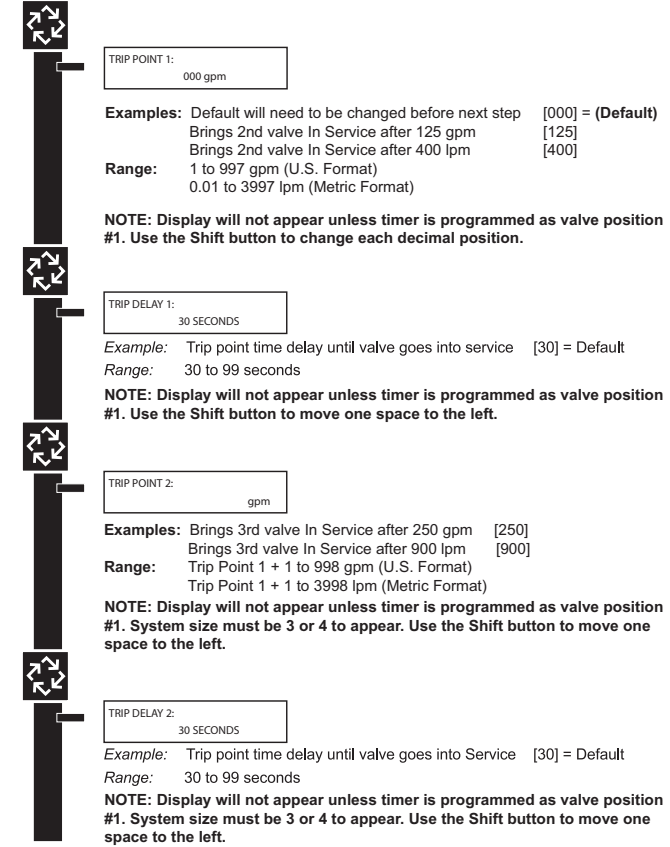 TRIP POINT 1:
000 gpm
Examples: Default will need to be changed before next step [000] = (Default)
Brings 2nd valve In Service after 125 gpm [125]
Brings 2nd valve In Service after 400 lpm [400]
Range: 1 to 997 gpm (U.S. Format)
0.01 to 3997 lpm (Metric Format)
NOTE: Display will not appear unless timer is programmed as valve position
#1. Use the Shift button to change each decimal position.
TRIP DELAY 1:
30 SECONDS
Example: Trip point time delay until valve goes into service [30] = Default
Range: 30 to 99 seconds
NOTE: Display will not appear unless timer is programmed as valve position
#1. Use the Shift button to move one space to the left.
TRIP POINT 2:
gpm
Examples: Brings 3rd valve In Service after 250 gpm [250]
Brings 3rd valve In Service after 900 lpm [900]
Range: Trip Point 1 + 1 to 998 gpm (U.S. Format)
Trip Point 1 + 1 to 3998 lpm (Metric Format)
NOTE: Display will not appear unless timer is programmed as valve position
#1. System size must be 3 or 4 to appear. Use the Shift button to move one
space to the left.
TRIP DELAY 2:
30 SECONDS
Example: Trip point time delay until valve goes into Service [30] = Default
Range: 30 to 99 seconds
NOTE: Display will not appear unless timer is programmed as valve position
#1. System size must be 3 or 4 to appear. Use the Shift button to move one
space to the left.